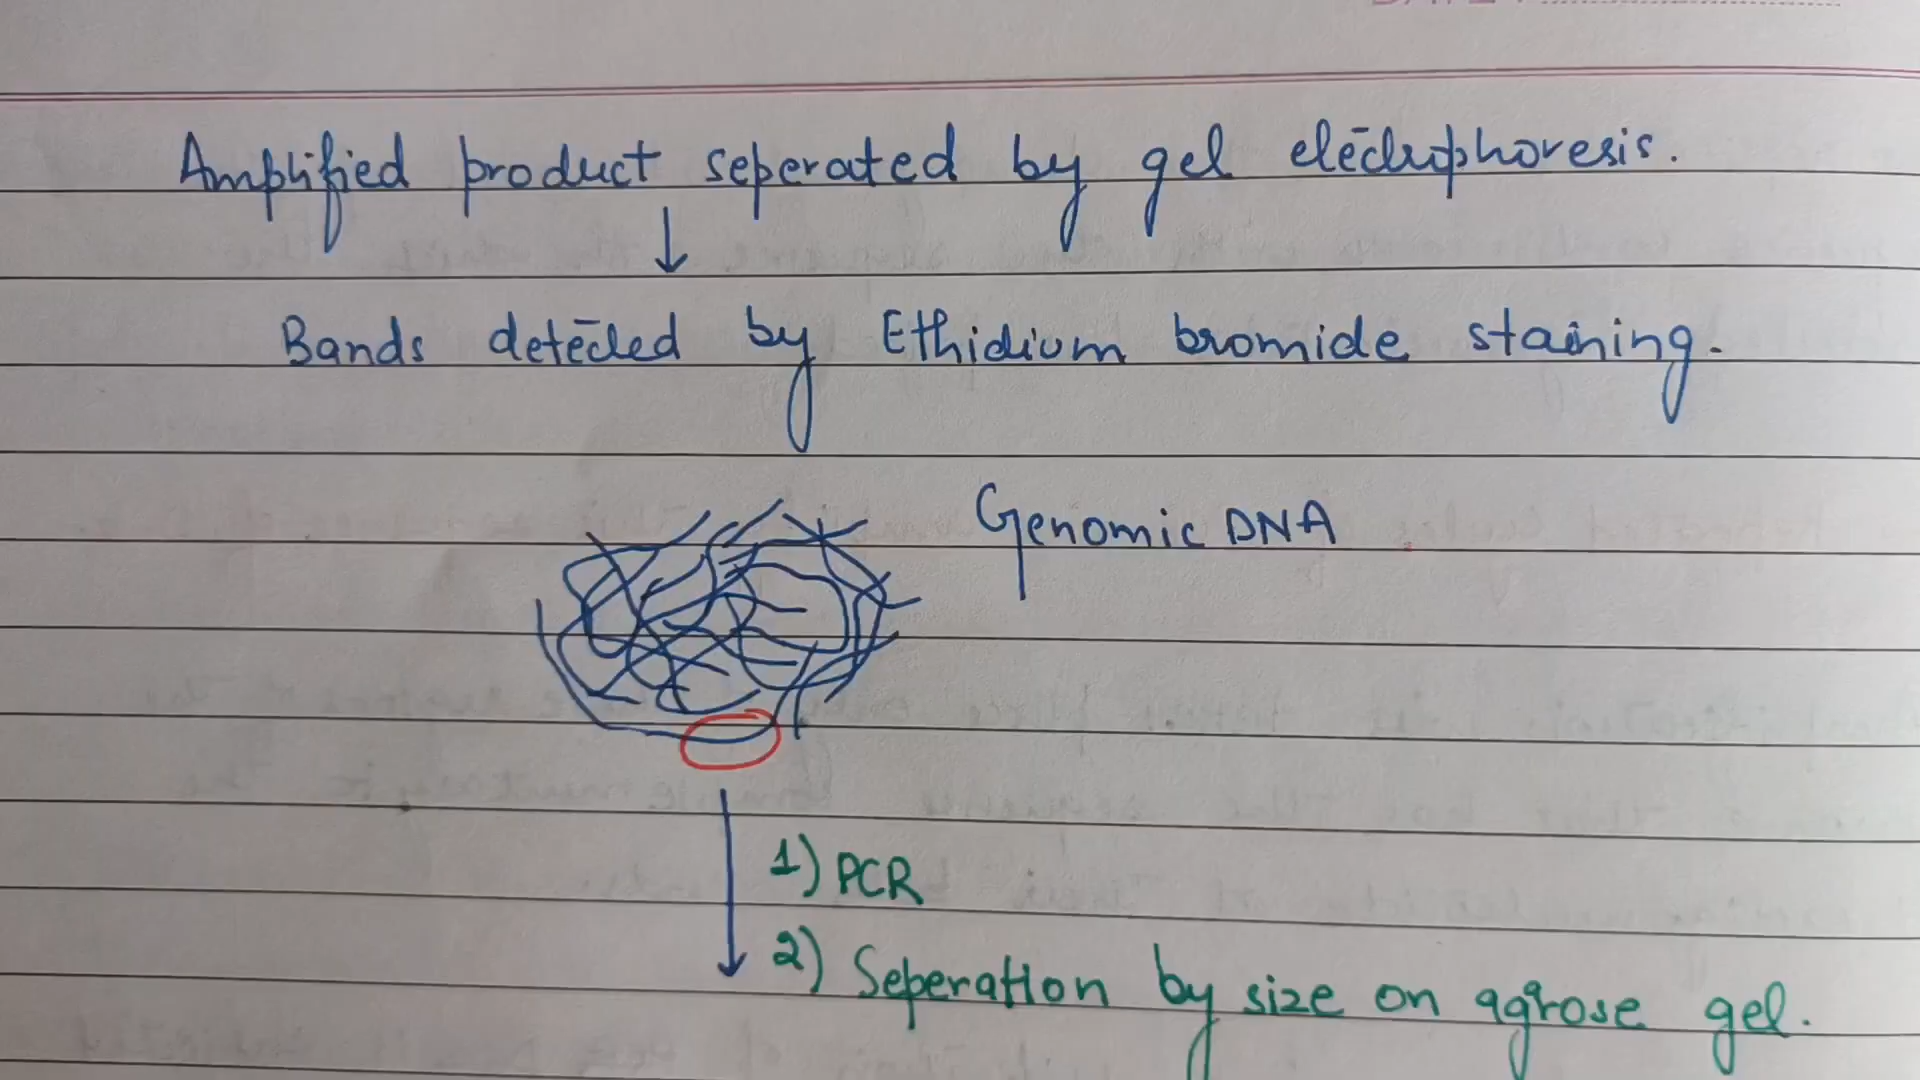 Amplified product seperated by gel electrophoresis.
↓
Bands detected by Ethidium bromide staining.
Genomic DNA
1) PCR
2) Seperation by size on agrose gel.